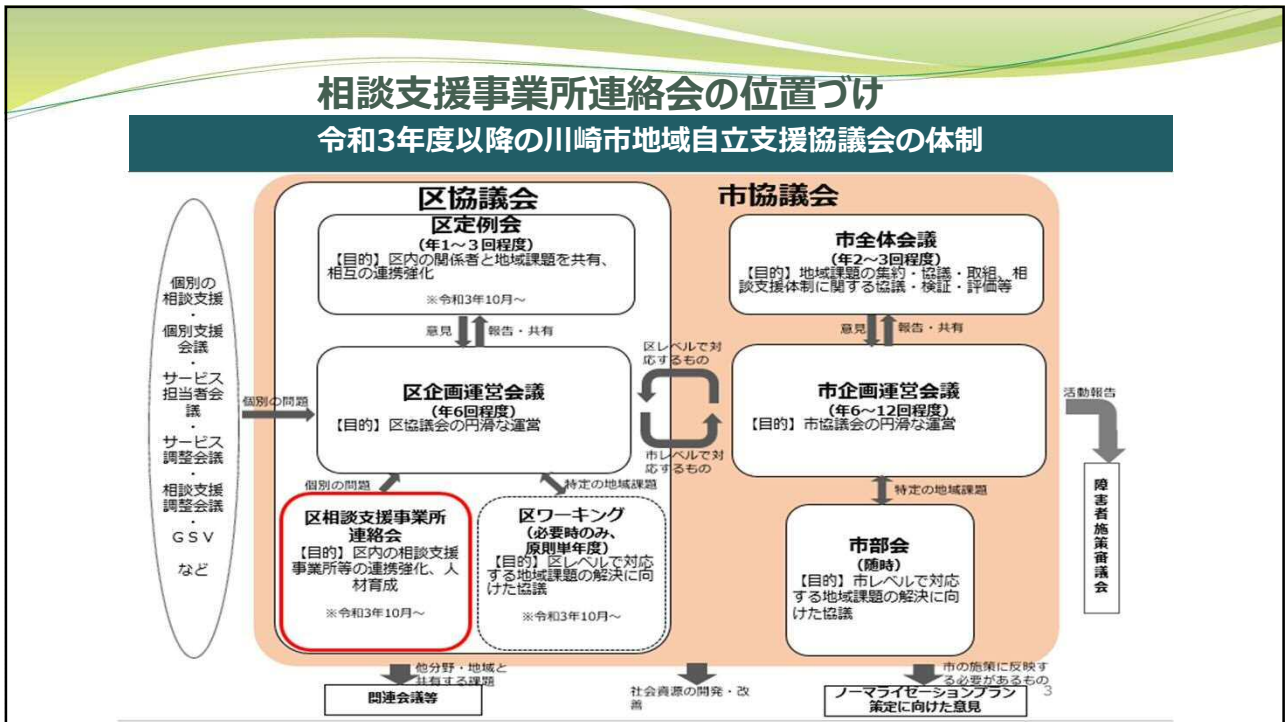 相談支援事業所連絡会の位置づけ
令和3年度以降の川崎市地域自立支援協議会の体制
個別の
相談支援
・
個別支援
会議
・
サービス
担当者会
議
・
サービス
調整会議
・
相談支援
調整会議
・
ＧＳＶ
など
個別の問題
区協議会
区定例会
(年1～3回程度)
【目的】区内の関係者と地域課題を共有、
相互の連携強化
※令和3年10月～
意見
報告・共有
区企画運営会議
(年6回程度)
【目的】区協議会の円滑な運営
個別の問題
特定の地域課題
区相談支援事業所
連絡会
【目的】区内の相談支援
事業所等の連携強化、人
材育成
※令和3年10月～
区ワーキング
(必要時のみ、
原則単年度)
【目的】区レベルで対応
する地域課題の解決に向
けた協議
※令和3年10月～
区レベルで対
応するもの
市レベルで対
応するもの
市協議会
市全体会議
(年2～3回程度)
【目的】地域課題の集約・協議・取組、相
談支援体制に関する協議・検証・評価等
意見
報告・共有
市企画運営会議
(年6～12回程度)
【目的】市協議会の円滑な運営
特定の地域課題
市部会
(随時)
【目的】市レベルで対応
する地域課題の解決に向
けた協議
活動報告
障害者施策審議会
他分野・地域と
共有する課題
関連会議等
社会資源の開発・改
善
市の施策に反映す
る必要があるもの
ノーマライゼーションプラン
策定に向けた意見
3